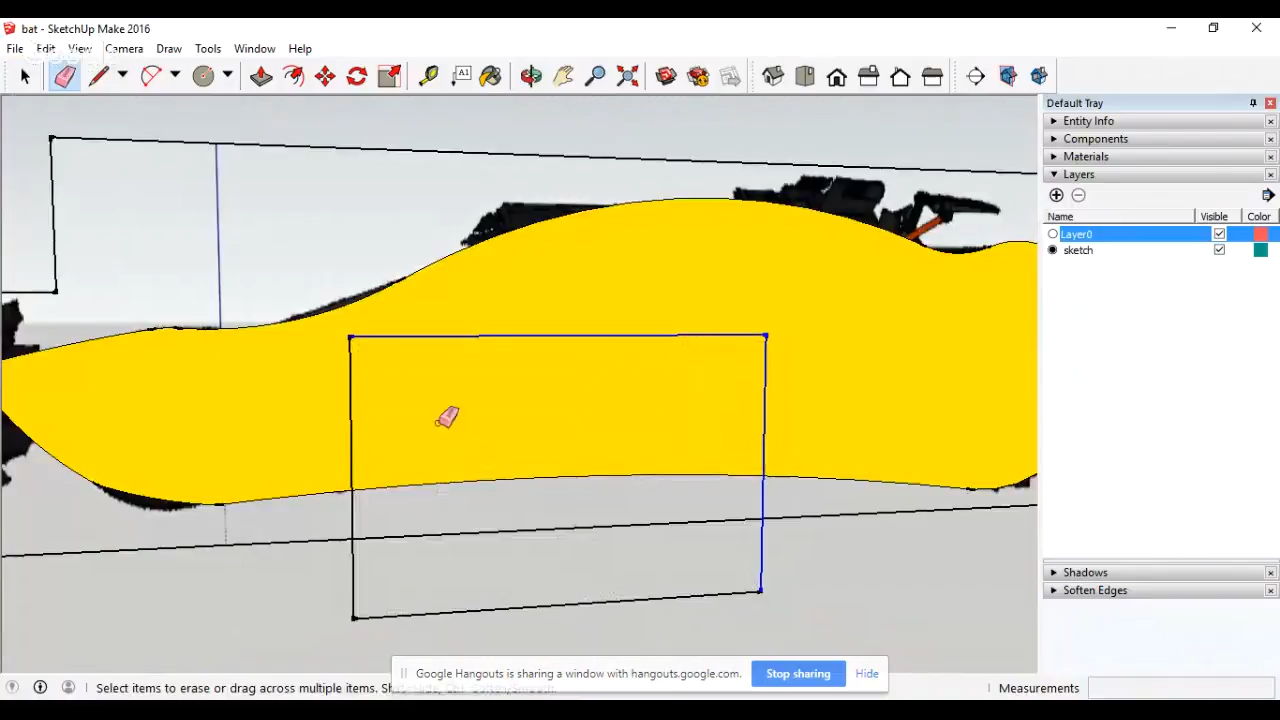 bat - SketchUp Make 2016
File Edit View Camera Draw Tools Window Help
A1
Default Tray
Entity Info
Components
Materials
Layers
Name Visible Color
Layer0
sketch
Shadows
Soften Edges
Google Hangouts is sharing a window with hangouts.google.com. Stop sharing Hide
Select items to erase or drag across multiple items.
Measurements